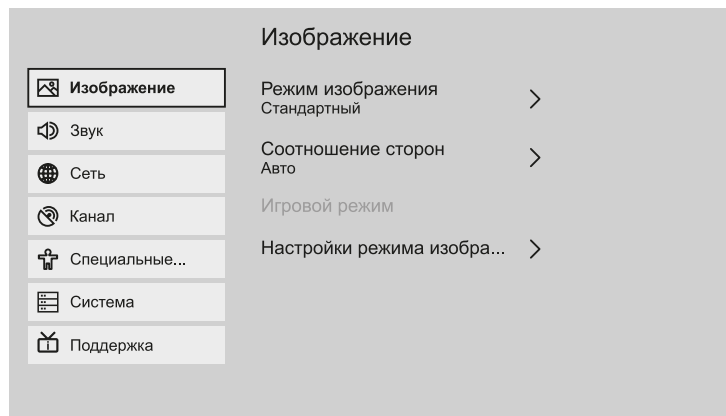 Изображение
Изображение
Звук
Сеть
Канал
Специальные...
Система
Поддержка
Режим изображения
Стандартный
Соотношение сторон
Авто
Игровой режим
Настройки режима изобра...